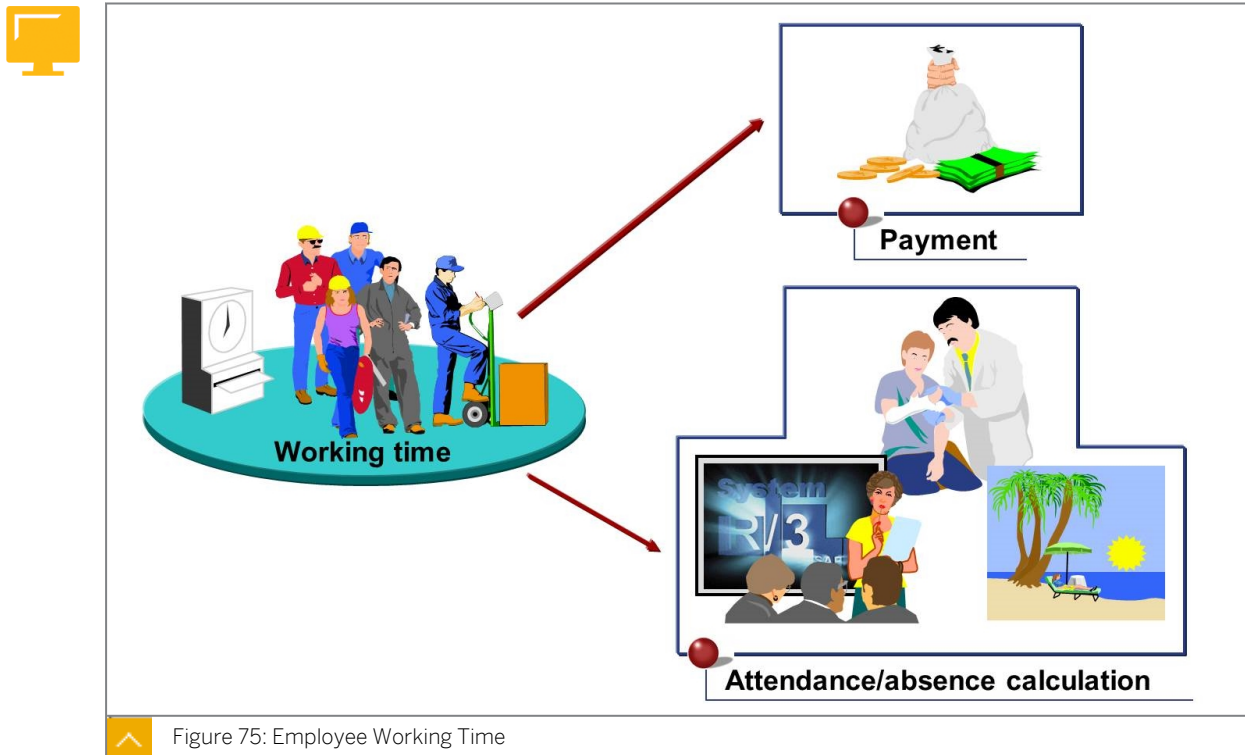 Payment
Working time
System
R/3
Attendance/absence calculation
Figure 75: Employee Working Time